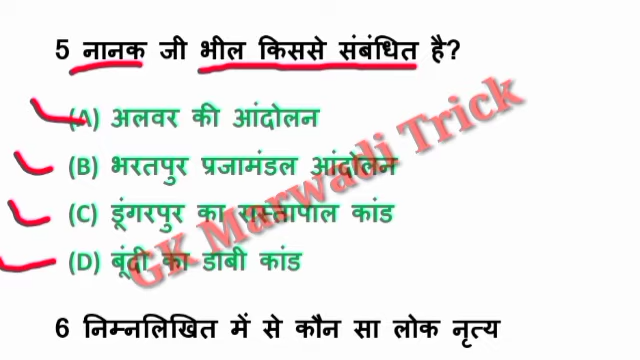 5 नानक जी भील किससे संबंधित है?
(A) अलवर की आंदोलन
(B) भरतपुर प्रजामंडल आंदोलन
(C) डूंगरपुर का रास्तापाल कांड
(D) बूंदी का डाबी कांड
GK Marwadi Trick
6 निम्नलिखित में से कौन सा लोक नृत्य